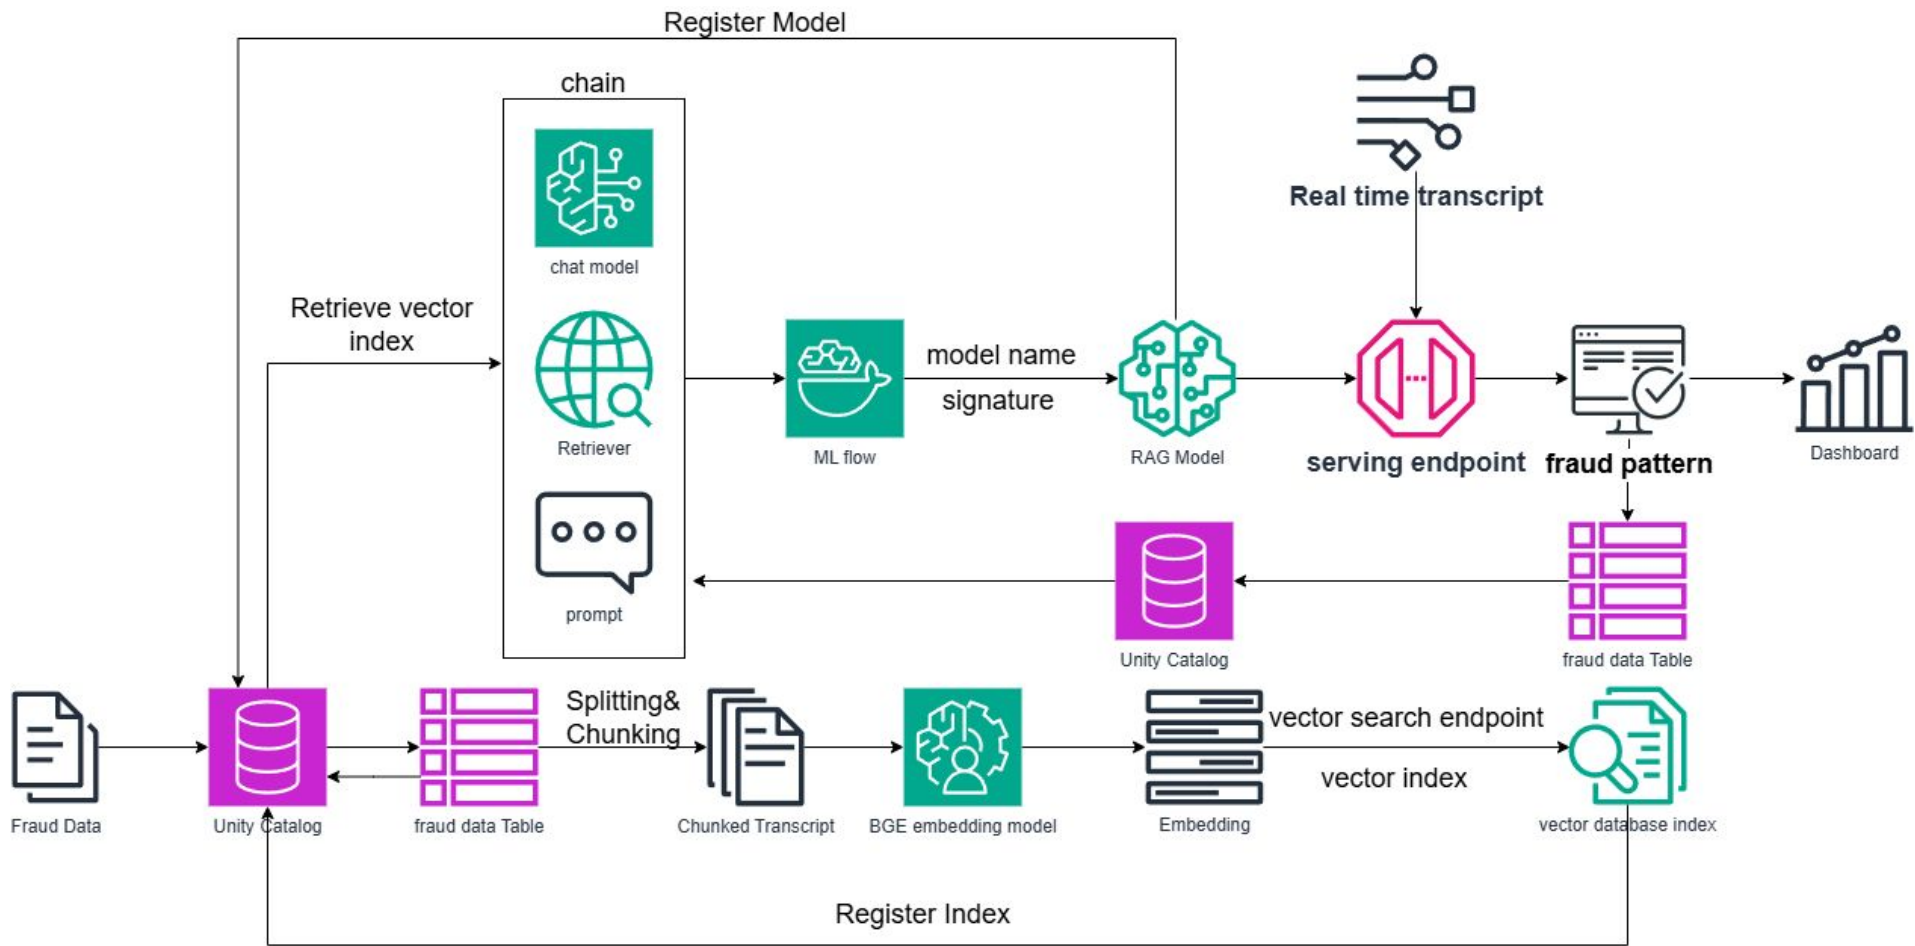 Register Model
chain
chat model
Real time transcript
Retrieve vector
index
Retriever
model name
signature
ML flow
RAG Model
serving endpoint
fraud pattern
Dashboard
prompt
Unity Catalog
fraud data Table
Splitting&
Chunking
vector search endpoint
vector index
Fraud Data
Unity Catalog
fraud data Table
Chunked Transcript
BGE embedding model
Embedding
vector database index
Register Index